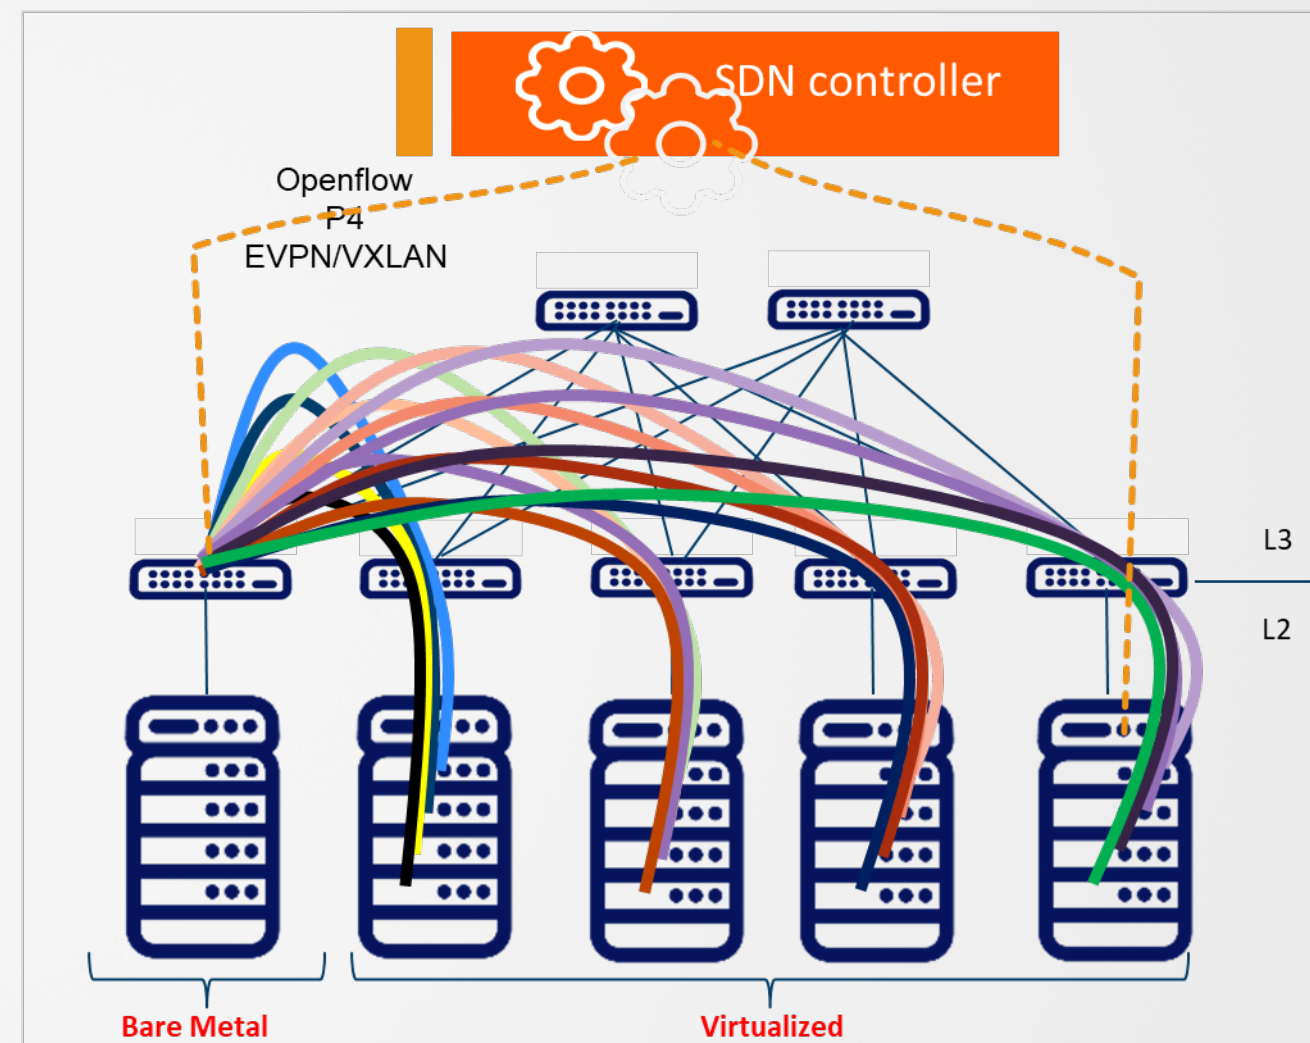 SDN controller
Openflow
P4
EVPN/VXLAN
L3
L2
Bare Metal
Virtualized